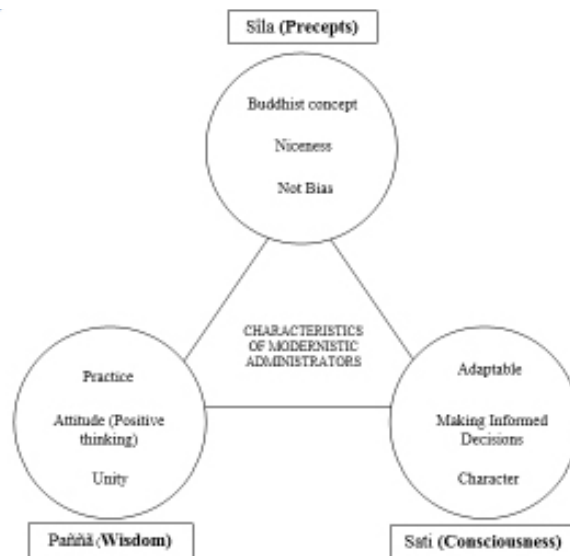 Sīla (Precepts)
Buddhist concept
Niceness
Not Bias
CHARACTERISTICS
OF MODERNISTIC
ADMINISTRATORS
Practice
Attitude (Positive
thinking)
Unity
Adaptable
Making Informed
Decisions
Character
Paññā (Wisdom)
Sati (Consciousness)